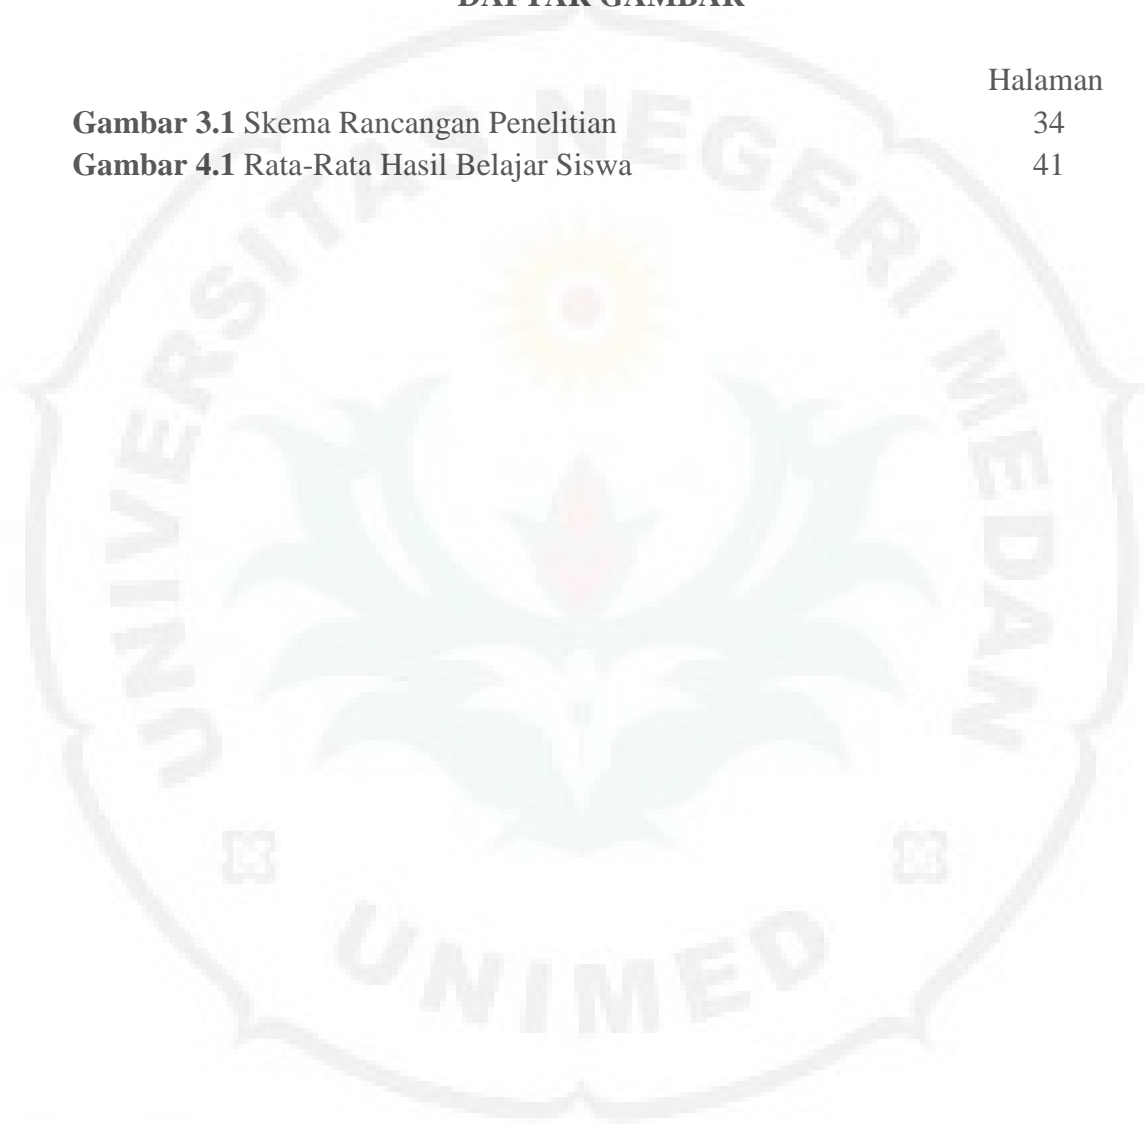 DAFTAR GAMBAR
Halaman
Gambar 3.1 Skema Rancangan Penelitian 34
Gambar 4.1 Rata-Rata Hasil Belajar Siswa 41
UNIVERSITAS NEGERI MEDAN
UNIMED